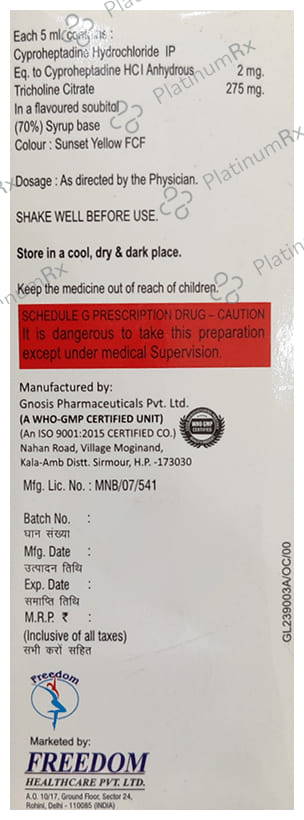 Each 5 ml contains :
Cyproheptadine Hydrochloride IP
Eq. to Cyproheptadine HCl Anhydrous 2 mg.
Tricholine Citrate 275 mg.
In a flavoured soubitol
(70%) Syrup base
Colour : Sunset Yellow FCF
Dosage : As directed by the Physician.
SHAKE WELL BEFORE USE.
Store in a cool, dry & dark place.
Keep the medicine out of reach of children.
SCHEDULE G PRESCRIPTION DRUG – CAUTION
It is dangerous to take this preparation
except under medical Supervision.
Manufactured by:
Gnosis Pharmaceuticals Pvt. Ltd.
(A WHO-GMP CERTIFIED UNIT)
(An ISO 9001:2015 CERTIFIED CO.)
WHO GMP
CERTIFIED
Nahan Road, Village Moginand,
Kala-Amb Distt. Sirmour, H.P. -173030
Mfg. Lic. No. : MNB/07/541
Batch No. :
घान संख्या
Mfg. Date :
उत्पादन तिथि
Exp. Date :
समाप्ति तिथि
M.R.P. ₹ :
(Inclusive of all taxes)
सभी करों सहित
GL239003A/OC/00
Freedom
Marketed by:
FREEDOM
HEALTHCARE PVT. LTD.
A.O. 10/17, Ground Floor, Sector 24,
Rohini, Delhi - 110085 (INDIA)
PlatinumRx
PlatinumRx
PlatinumRx
PlatinumRx